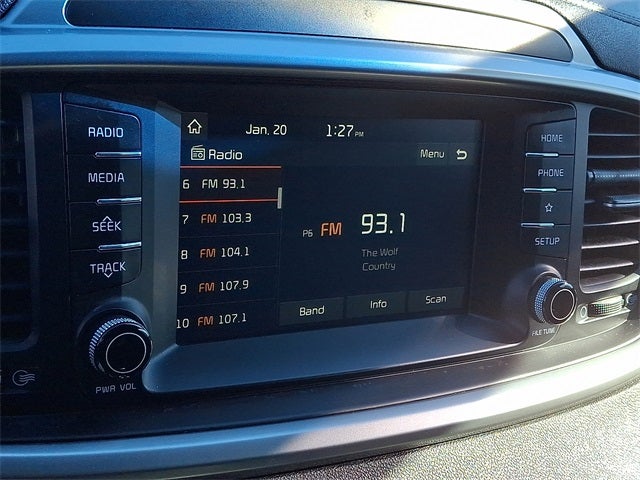 Jan. 20 1:27 PM
Radio Menu
6 FM 93.1
7 FM 103.3
8 FM 104.1
9 FM 107.9
10 FM 107.1
P6 FM 93.1
The Wolf
Country
Band Info Scan
RADIO
MEDIA
SEEK
TRACK
PWR VOL
HOME
PHONE
SETUP
FILE TUNE